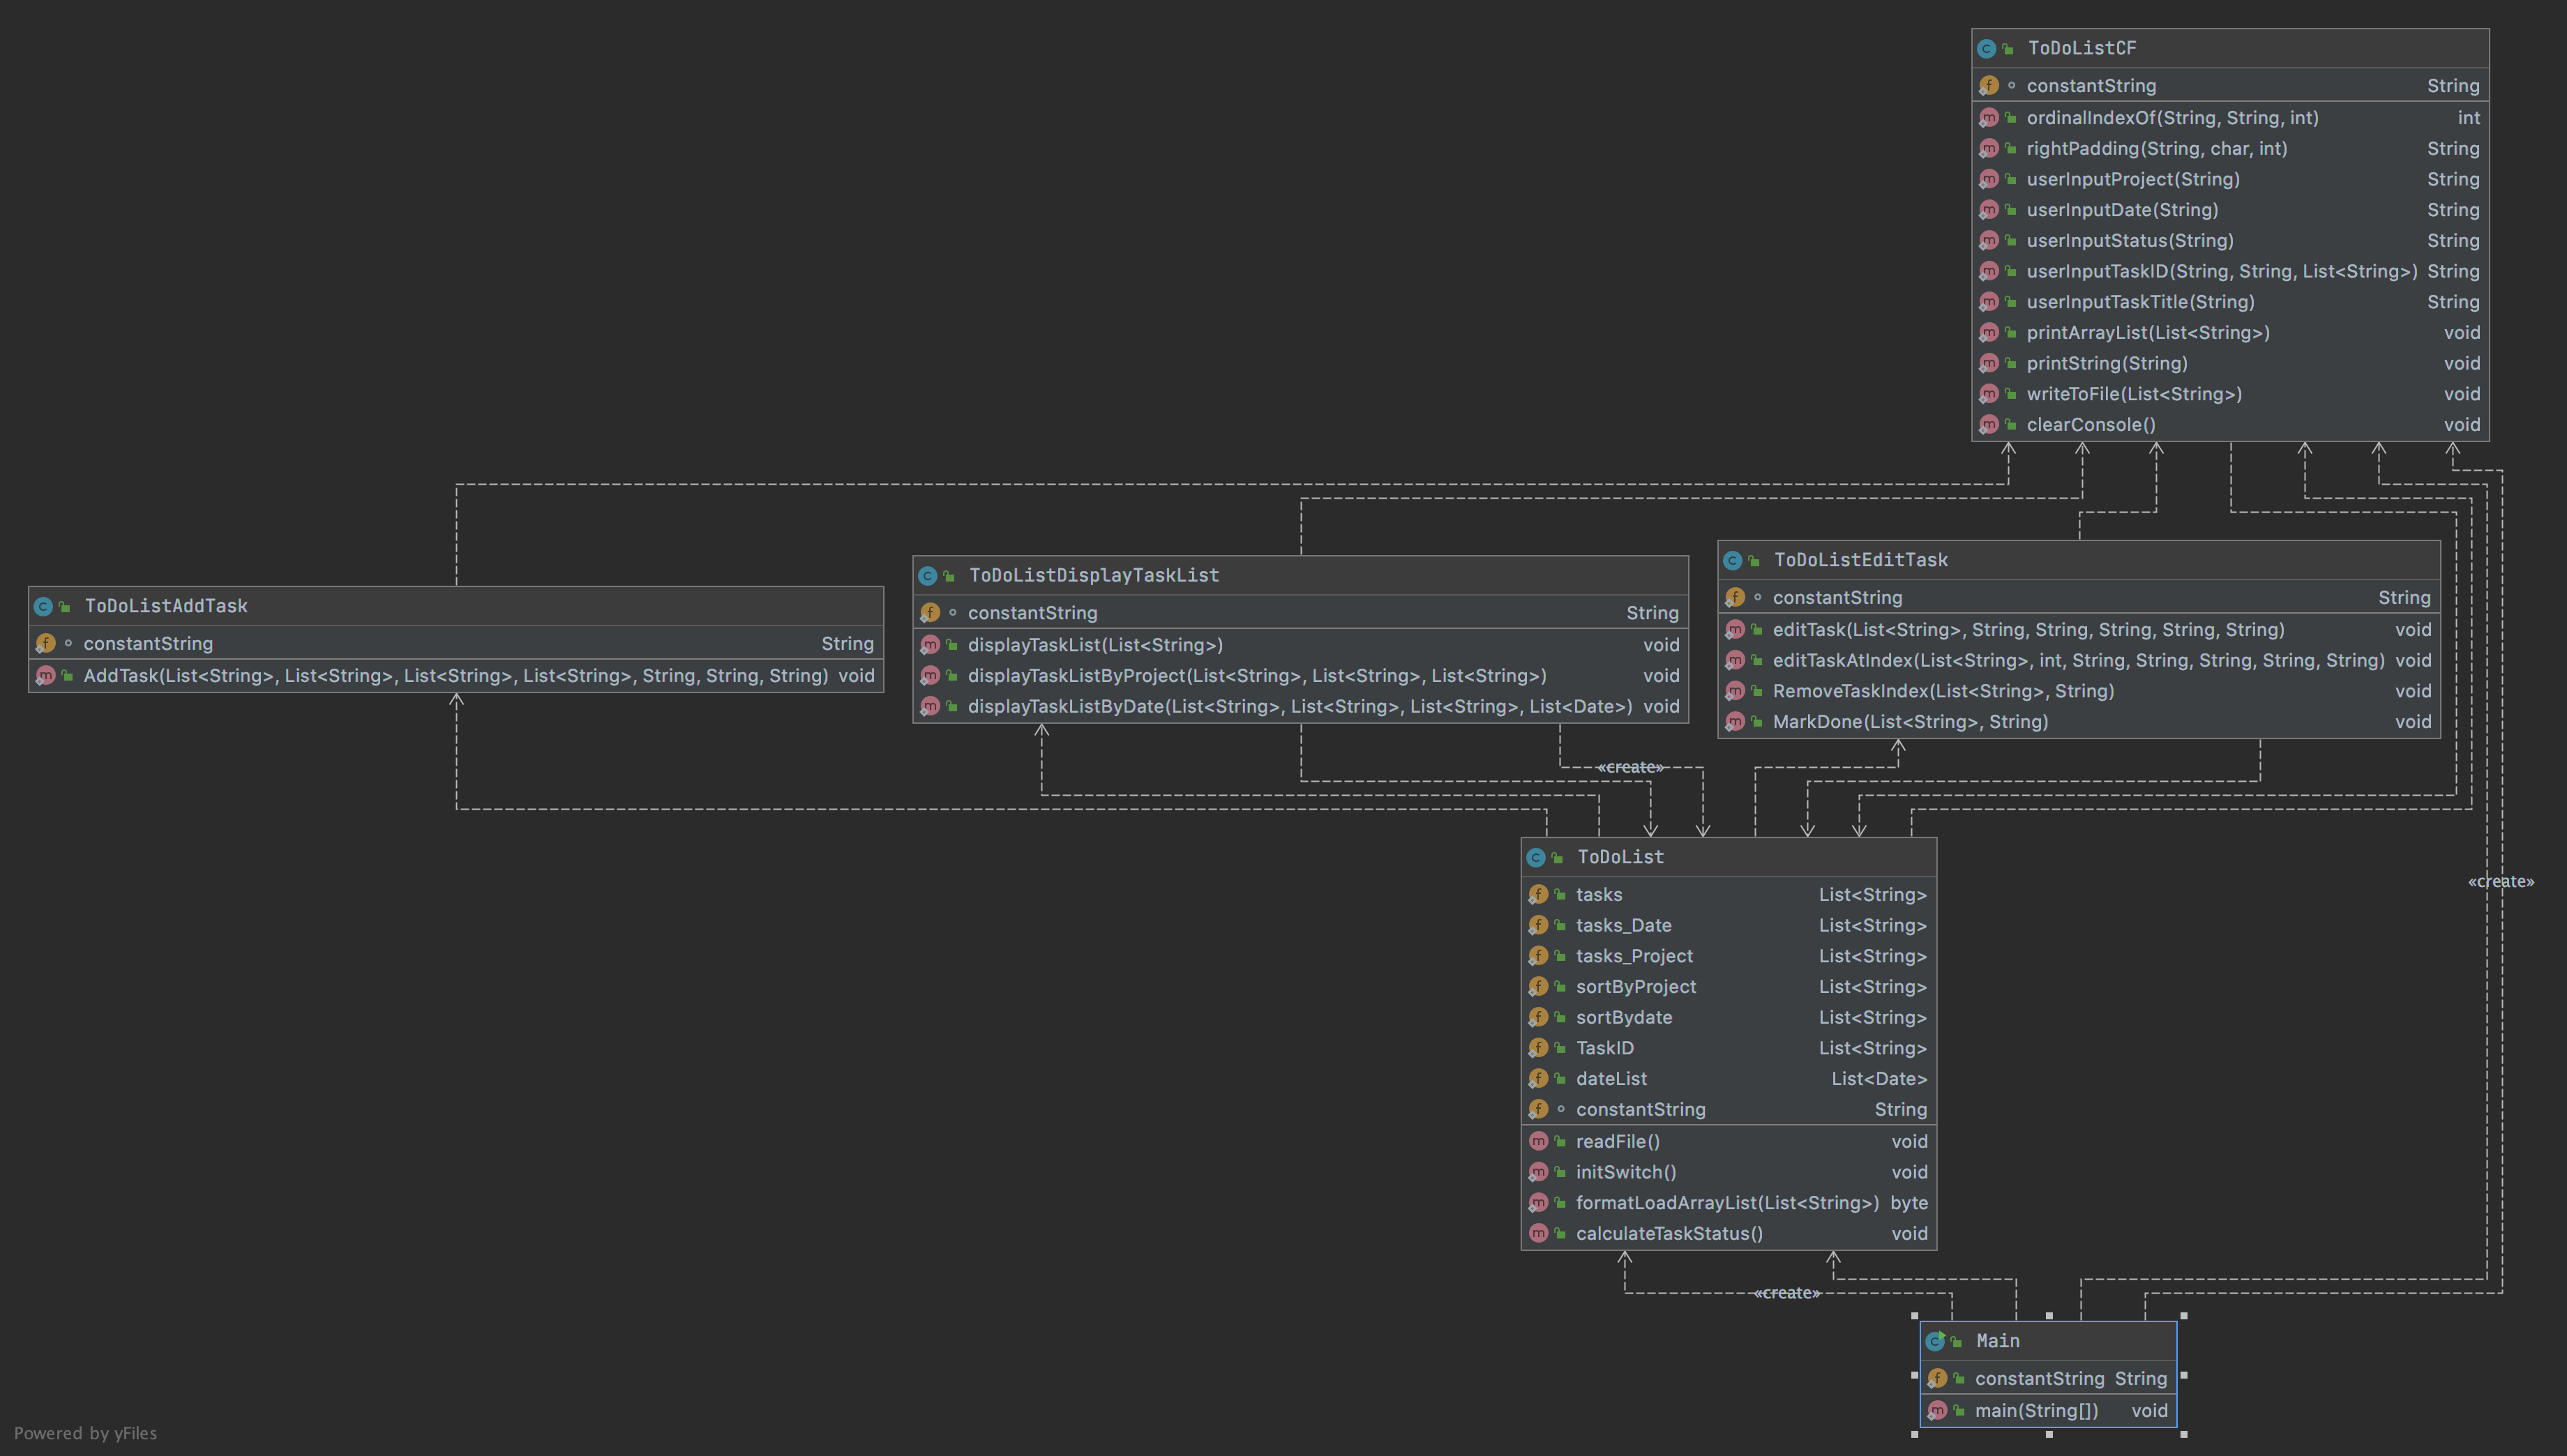 ToDoListCF
constantString String
ordinalIndexOf(String, String, int) int
rightPadding(String, char, int) String
userInputProject(String) String
userInputDate(String) String
userInputStatus(String) String
userInputTaskID(String, String, List<String>) String
userInputTaskTitle(String) String
printArrayList(List<String>) void
printString(String) void
writeToFile(List<String>) void
clearConsole() void
ToDoListAddTask
constantString String
AddTask(List<String>, List<String>, List<String>, List<String>, String, String, String) void
ToDoListDisplayTaskList
constantString String
displayTaskList(List<String>) void
displayTaskListByProject(List<String>, List<String>, List<String>) void
displayTaskListByDate(List<String>, List<String>, List<String>, List<Date>) void
ToDoListEditTask
constantString String
editTask(List<String>, String, String, String, String, String) void
editTaskAtIndex(List<String>, int, String, String, String, String, String) void
RemoveTaskIndex(List<String>, String) void
MarkDone(List<String>, String) void
«create»
ToDoList
tasks List<String>
tasks_Date List<String>
tasks_Project List<String>
sortByProject List<String>
sortBydate List<String>
TaskID List<String>
dateList List<Date>
constantString String
readFile() void
initSwitch() void
formatLoadArrayList(List<String>) byte
calculateTaskStatus() void
«create»
«create»
Main
constantString String
main(String[]) void
Powered by yFiles